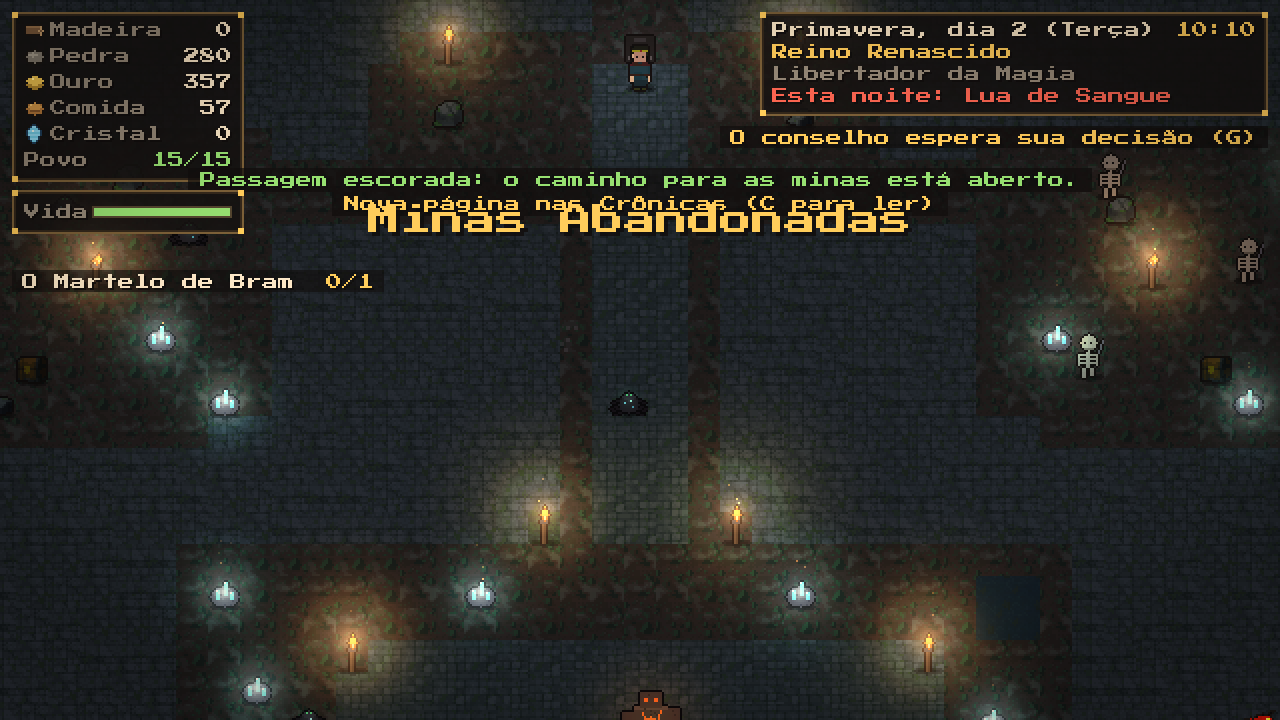 Madeira 0
Pedra 280
Ouro 357
Comida 57
Cristal 0
Povo 15/15
Vida
Primavera, dia 2 (Terça) 10:10
Reino Renascido
Libertador da Magia
Esta noite: Lua de Sangue
O conselho espera sua decisão (G)
Passagem escorada: o caminho para as minas está aberto.
Nova página nas Crônicas (C para ler)
Minas Abandonadas
O Martelo de Bram 0/1